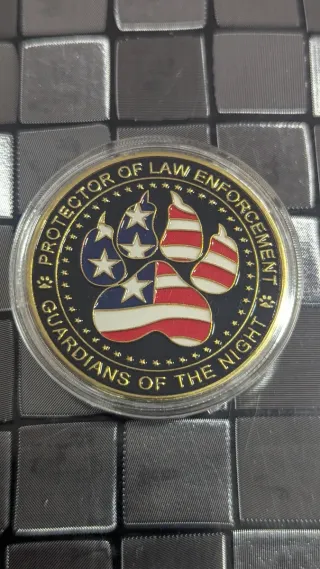 PROTECTOR OF LAW ENFORCEMENT
GUARDIANS OF THE NIGHT